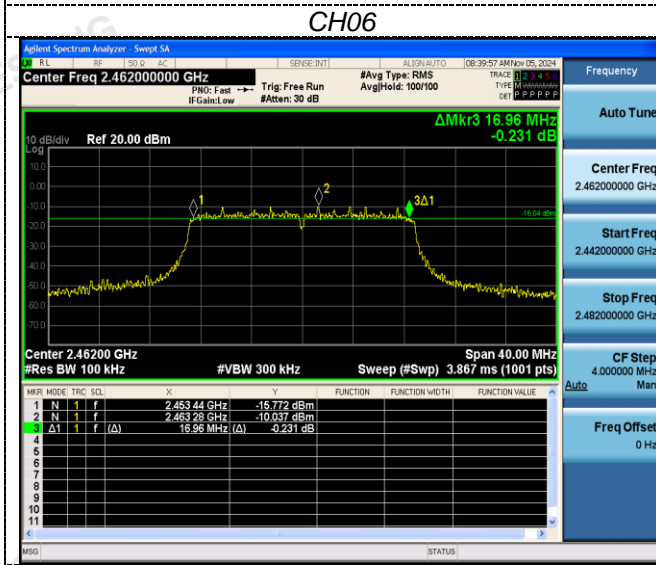 CH06
Agilent Spectrum Analyzer - Swept SA
RL RF 50 Ω AC SENSE:INT ALIGNAUTO 08:39:57 AM Nov 05, 2024
Center Freq 2.462000000 GHz
PNO: Fast
IFGain:Low
Trig: Free Run
#Atten: 30 dB
#Avg Type: RMS
Avg|Hold: 100/100
TRACE 1 2 3 4 5 6
TYPE M
DET P P P P P P
Frequency
Auto Tune
Center Freq
2.462000000 GHz
Start Freq
2.442000000 GHz
Stop Freq
2.482000000 GHz
CF Step
4.000000 MHz
Auto Man
Freq Offset
0 Hz
ΔMkr3 16.96 MHz
-0.231 dB
10 dB/div Ref 20.00 dBm
Log
10.0
0.00
-10.0
-20.0
-30.0
-40.0
-50.0
-60.0
-70.0
1
2
3Δ1
-16.04 dBm
Center 2.46200 GHz Span 40.00 MHz
#Res BW 100 kHz #VBW 300 kHz Sweep (#Swp) 3.867 ms (1001 pts)
MKR MODE TRC SCL X Y FUNCTION FUNCTION WIDTH FUNCTION VALUE
1 N 1 f 2.453 44 GHz -15.772 dBm
2 N 1 f 2.463 28 GHz -10.037 dBm
3 Δ1 1 f (Δ) 16.96 MHz (Δ) -0.231 dB
4
5
6
7
8
9
10
11
MSG STATUS